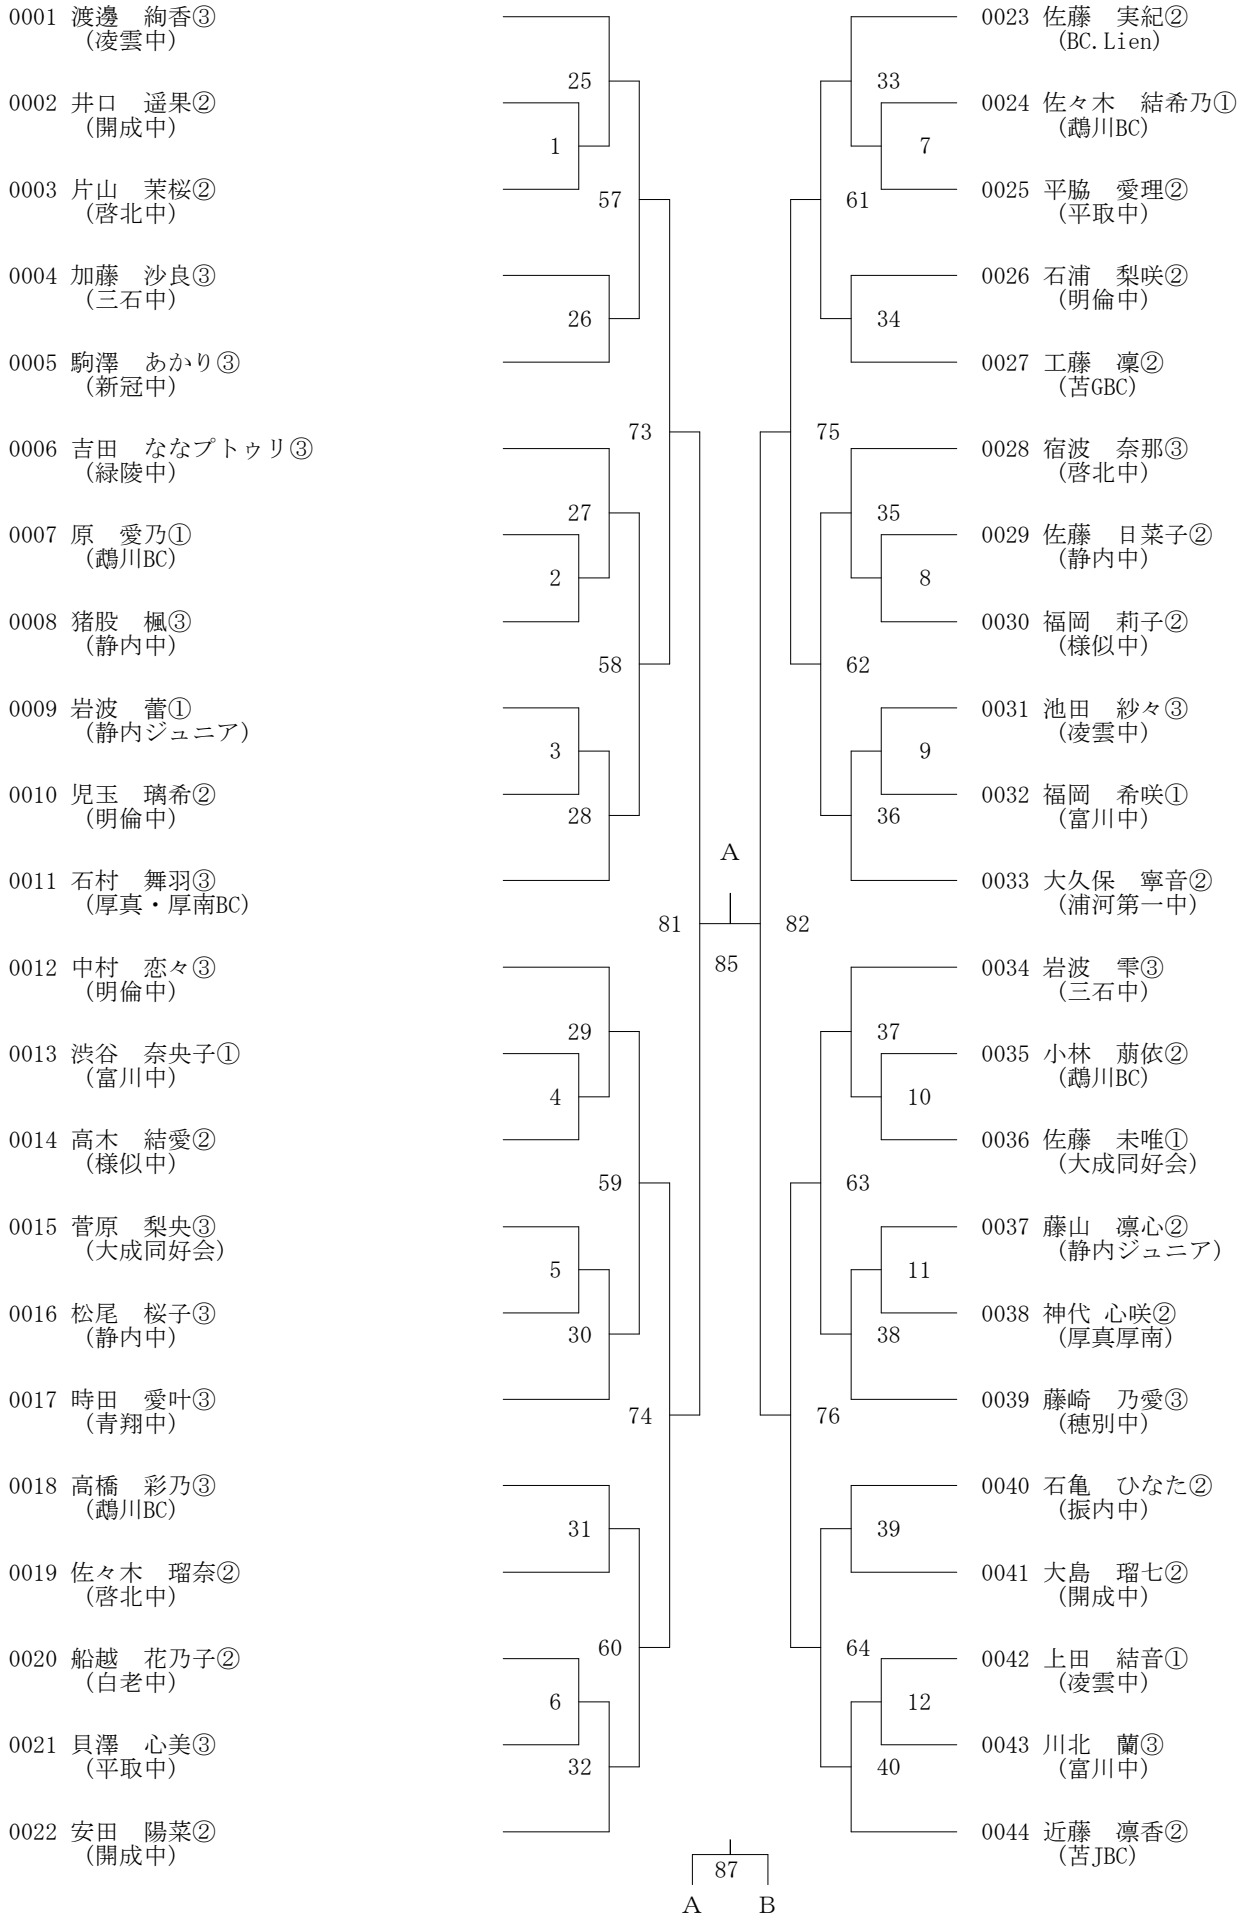 0001 渡邊　絢香③
(凌雲中)
25
0002 井口　遥果②
(開成中)
1
0003 片山　茉桜②
(啓北中)
57
0004 加藤　沙良③
(三石中)
26
0005 駒澤　あかり③
(新冠中)
73
0006 吉田　ななプトゥリ③
(緑陵中)
27
0007 原　愛乃①
(鵡川BC)
2
0008 猪股　楓③
(静内中)
58
0009 岩波　蕾①
(静内ジュニア)
3
0010 児玉　璃希②
(明倫中)
28
0011 石村　舞羽③
(厚真・厚南BC)
81
0012 中村　恋々③
(明倫中)
29
0013 渋谷　奈央子①
(富川中)
4
0014 高木　結愛②
(様似中)
59
0015 菅原　梨央③
(大成同好会)
5
0016 松尾　桜子③
(静内中)
30
0017 時田　愛叶③
(青翔中)
74
0018 高橋　彩乃③
(鵡川BC)
31
0019 佐々木　瑠奈②
(啓北中)
60
0020 船越　花乃子②
(白老中)
6
0021 貝澤　心美③
(平取中)
32
0022 安田　陽菜②
(開成中)
A
85
0023 佐藤　実紀②
(BC.Lien)
33
0024 佐々木　結希乃①
(鵡川BC)
7
0025 平脇　愛理②
(平取中)
61
0026 石浦　梨咲②
(明倫中)
34
0027 工藤　凜②
(苫GBC)
75
0028 宿波　奈那③
(啓北中)
35
0029 佐藤　日菜子②
(静内中)
8
0030 福岡　莉子②
(様似中)
62
0031 池田　紗々③
(凌雲中)
9
0032 福岡　希咲①
(富川中)
36
0033 大久保　寧音②
(浦河第一中)
82
0034 岩波　雫③
(三石中)
37
0035 小林　萠依②
(鵡川BC)
10
0036 佐藤　未唯①
(大成同好会)
63
0037 藤山　凛心②
(静内ジュニア)
11
0038 神代 心咲②
(厚真厚南)
38
0039 藤崎　乃愛③
(穂別中)
76
0040 石亀　ひなた②
(振内中)
39
0041 大島　瑠七②
(開成中)
64
0042 上田　結音①
(凌雲中)
12
0043 川北　蘭③
(富川中)
40
0044 近藤　凛香②
(苫JBC)
87
A B